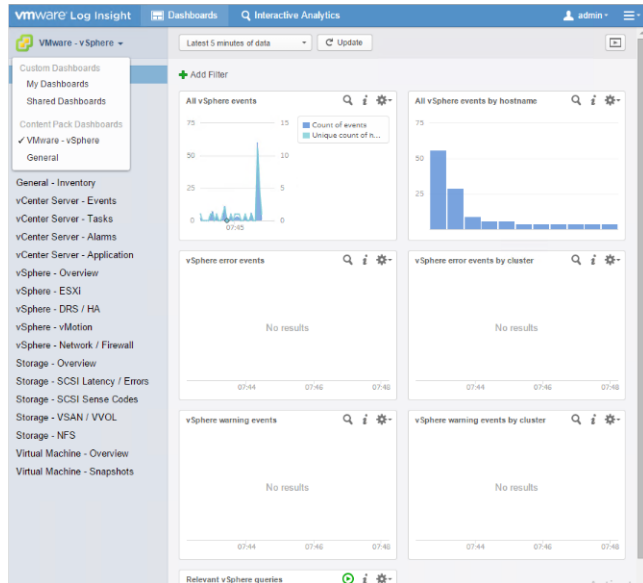 vmware Log Insight
Dashboards
Interactive Analytics
admin
VMware - vSphere
Custom Dashboards
My Dashboards
Shared Dashboards
Content Pack Dashboards
✓ VMware - vSphere
General
General - Inventory
vCenter Server - Events
vCenter Server - Tasks
vCenter Server - Alarms
vCenter Server - Application
vSphere - Overview
vSphere - ESXi
vSphere - DRS / HA
vSphere - vMotion
vSphere - Network / Firewall
Storage - Overview
Storage - SCSI Latency / Errors
Storage - SCSI Sense Codes
Storage - VSAN / VVOL
Storage - NFS
Virtual Machine - Overview
Virtual Machine - Snapshots
Latest 5 minutes of data
Update
Add Filter
All vSphere events
75
50
25
0
15
10
5
0
07:45
Count of events
Unique count of h...
All vSphere events by hostname
75
50
25
vSphere error events
No results
07:44 07:46 07:48
vSphere error events by cluster
No results
07:44 07:46 07:48
vSphere warning events
No results
07:44 07:46 07:48
vSphere warning events by cluster
No results
07:44 07:46 07:48
Relevant vSphere queries